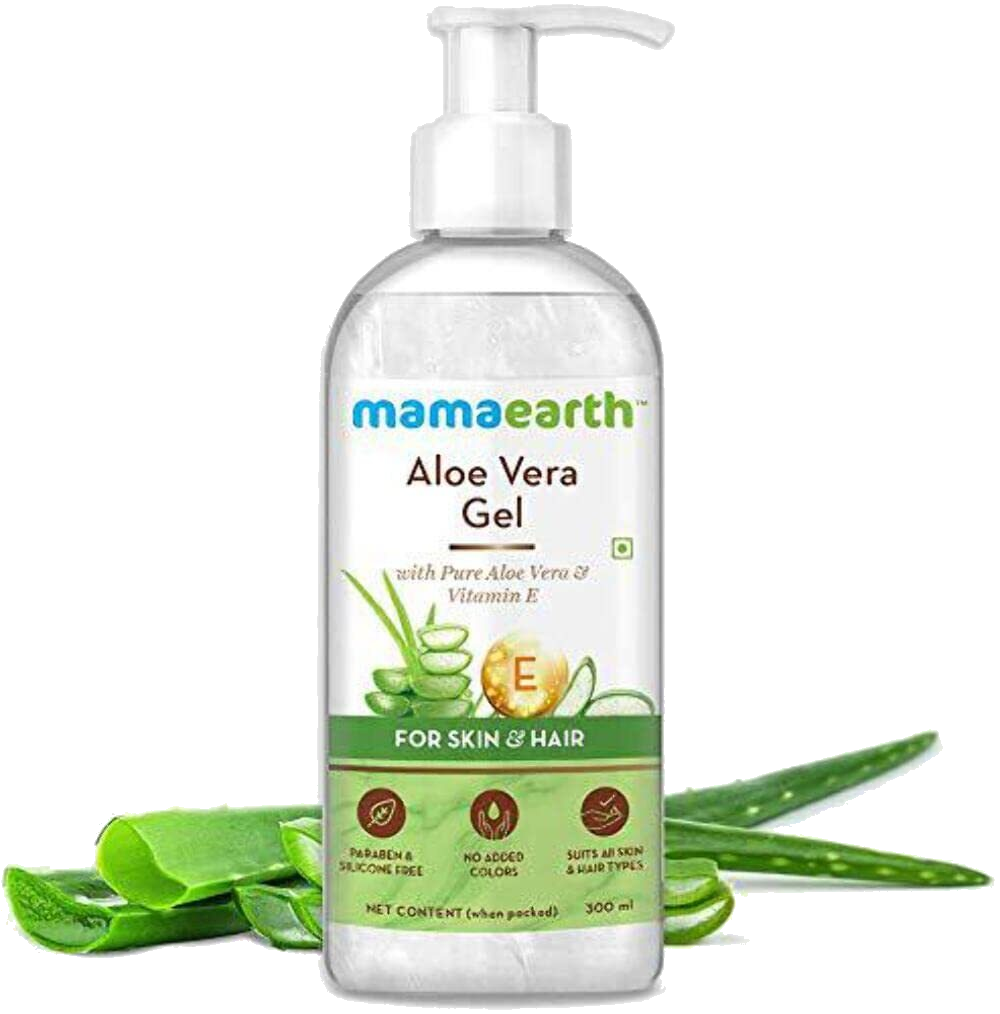 mamaearth™
Aloe Vera
Gel
with Pure Aloe Vera &
Vitamin E
E
FOR SKIN & HAIR
PARABEN &
SILICONE FREE
NO ADDED
COLORS
SUITS All SKIN
& HAIR TYPES
NET CONTENT (when packed) 300 ml